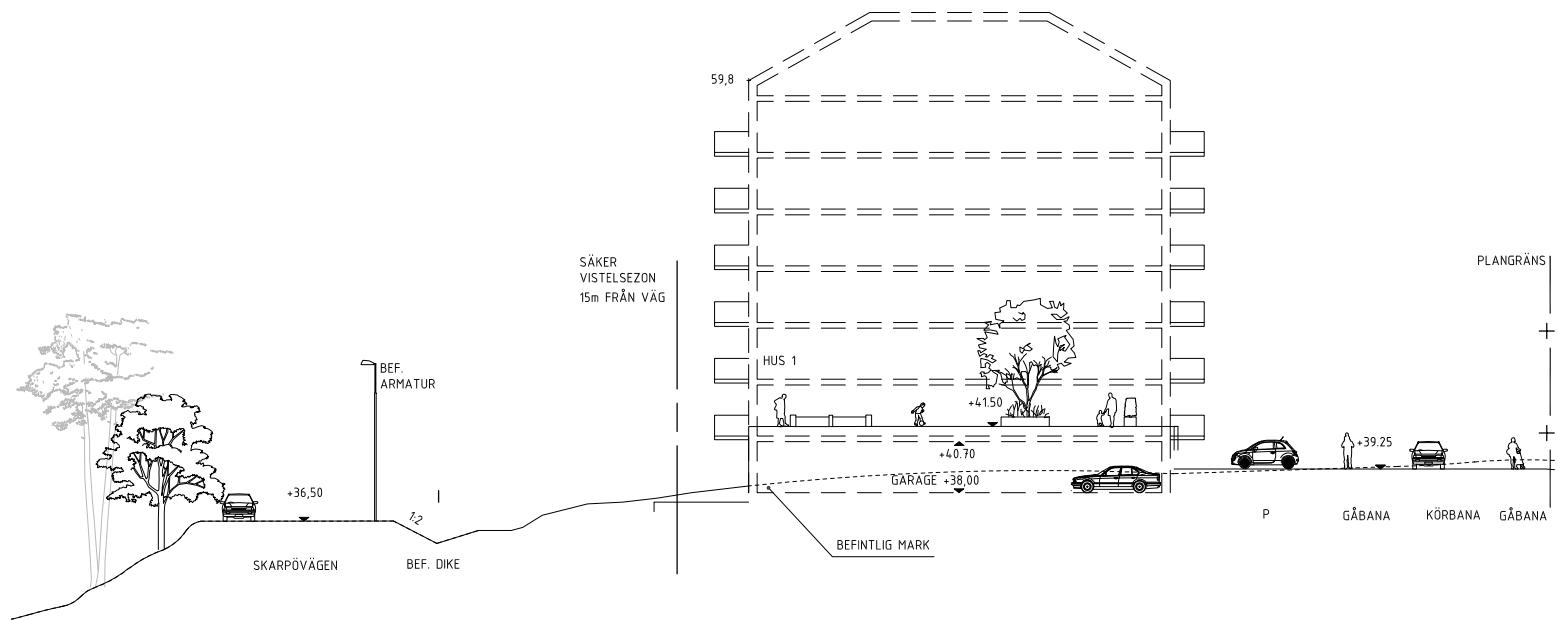 59,8
SÄKER
VISTELSEZON
15m FRÅN VÄG
PLANGRÄNS
HUS 1
BEF.
ARMATUR
+41.50
+39.25
+40.70
GARAGE +38,00
+36,50
1:2
P
GÅBANA
KÖRBANA
GÅBANA
BEFINTLIG MARK
SKARPÖVÄGEN
BEF. DIKE